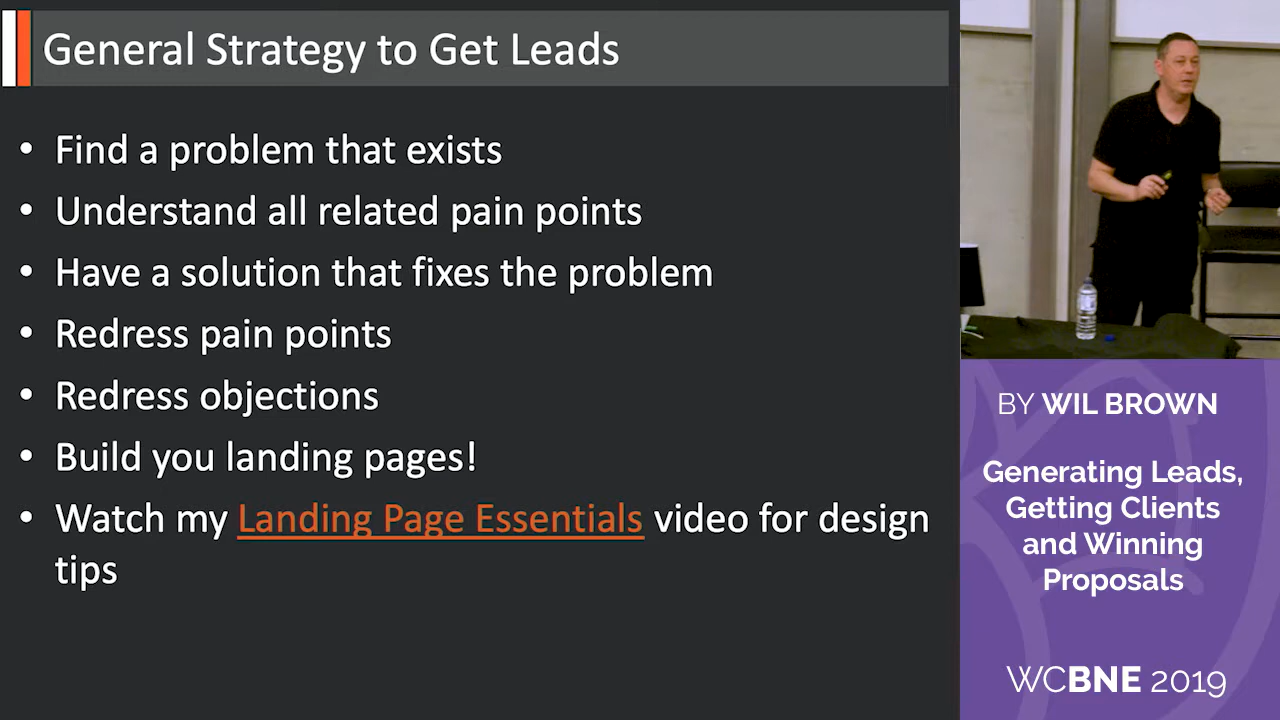 General Strategy to Get Leads
• Find a problem that exists
• Understand all related pain points
• Have a solution that fixes the problem
• Redress pain points
• Redress objections
• Build you landing pages!
• Watch my Landing Page Essentials video for design
tips
BY WIL BROWN
Generating Leads,
Getting Clients
and Winning
Proposals
WCBNE 2019